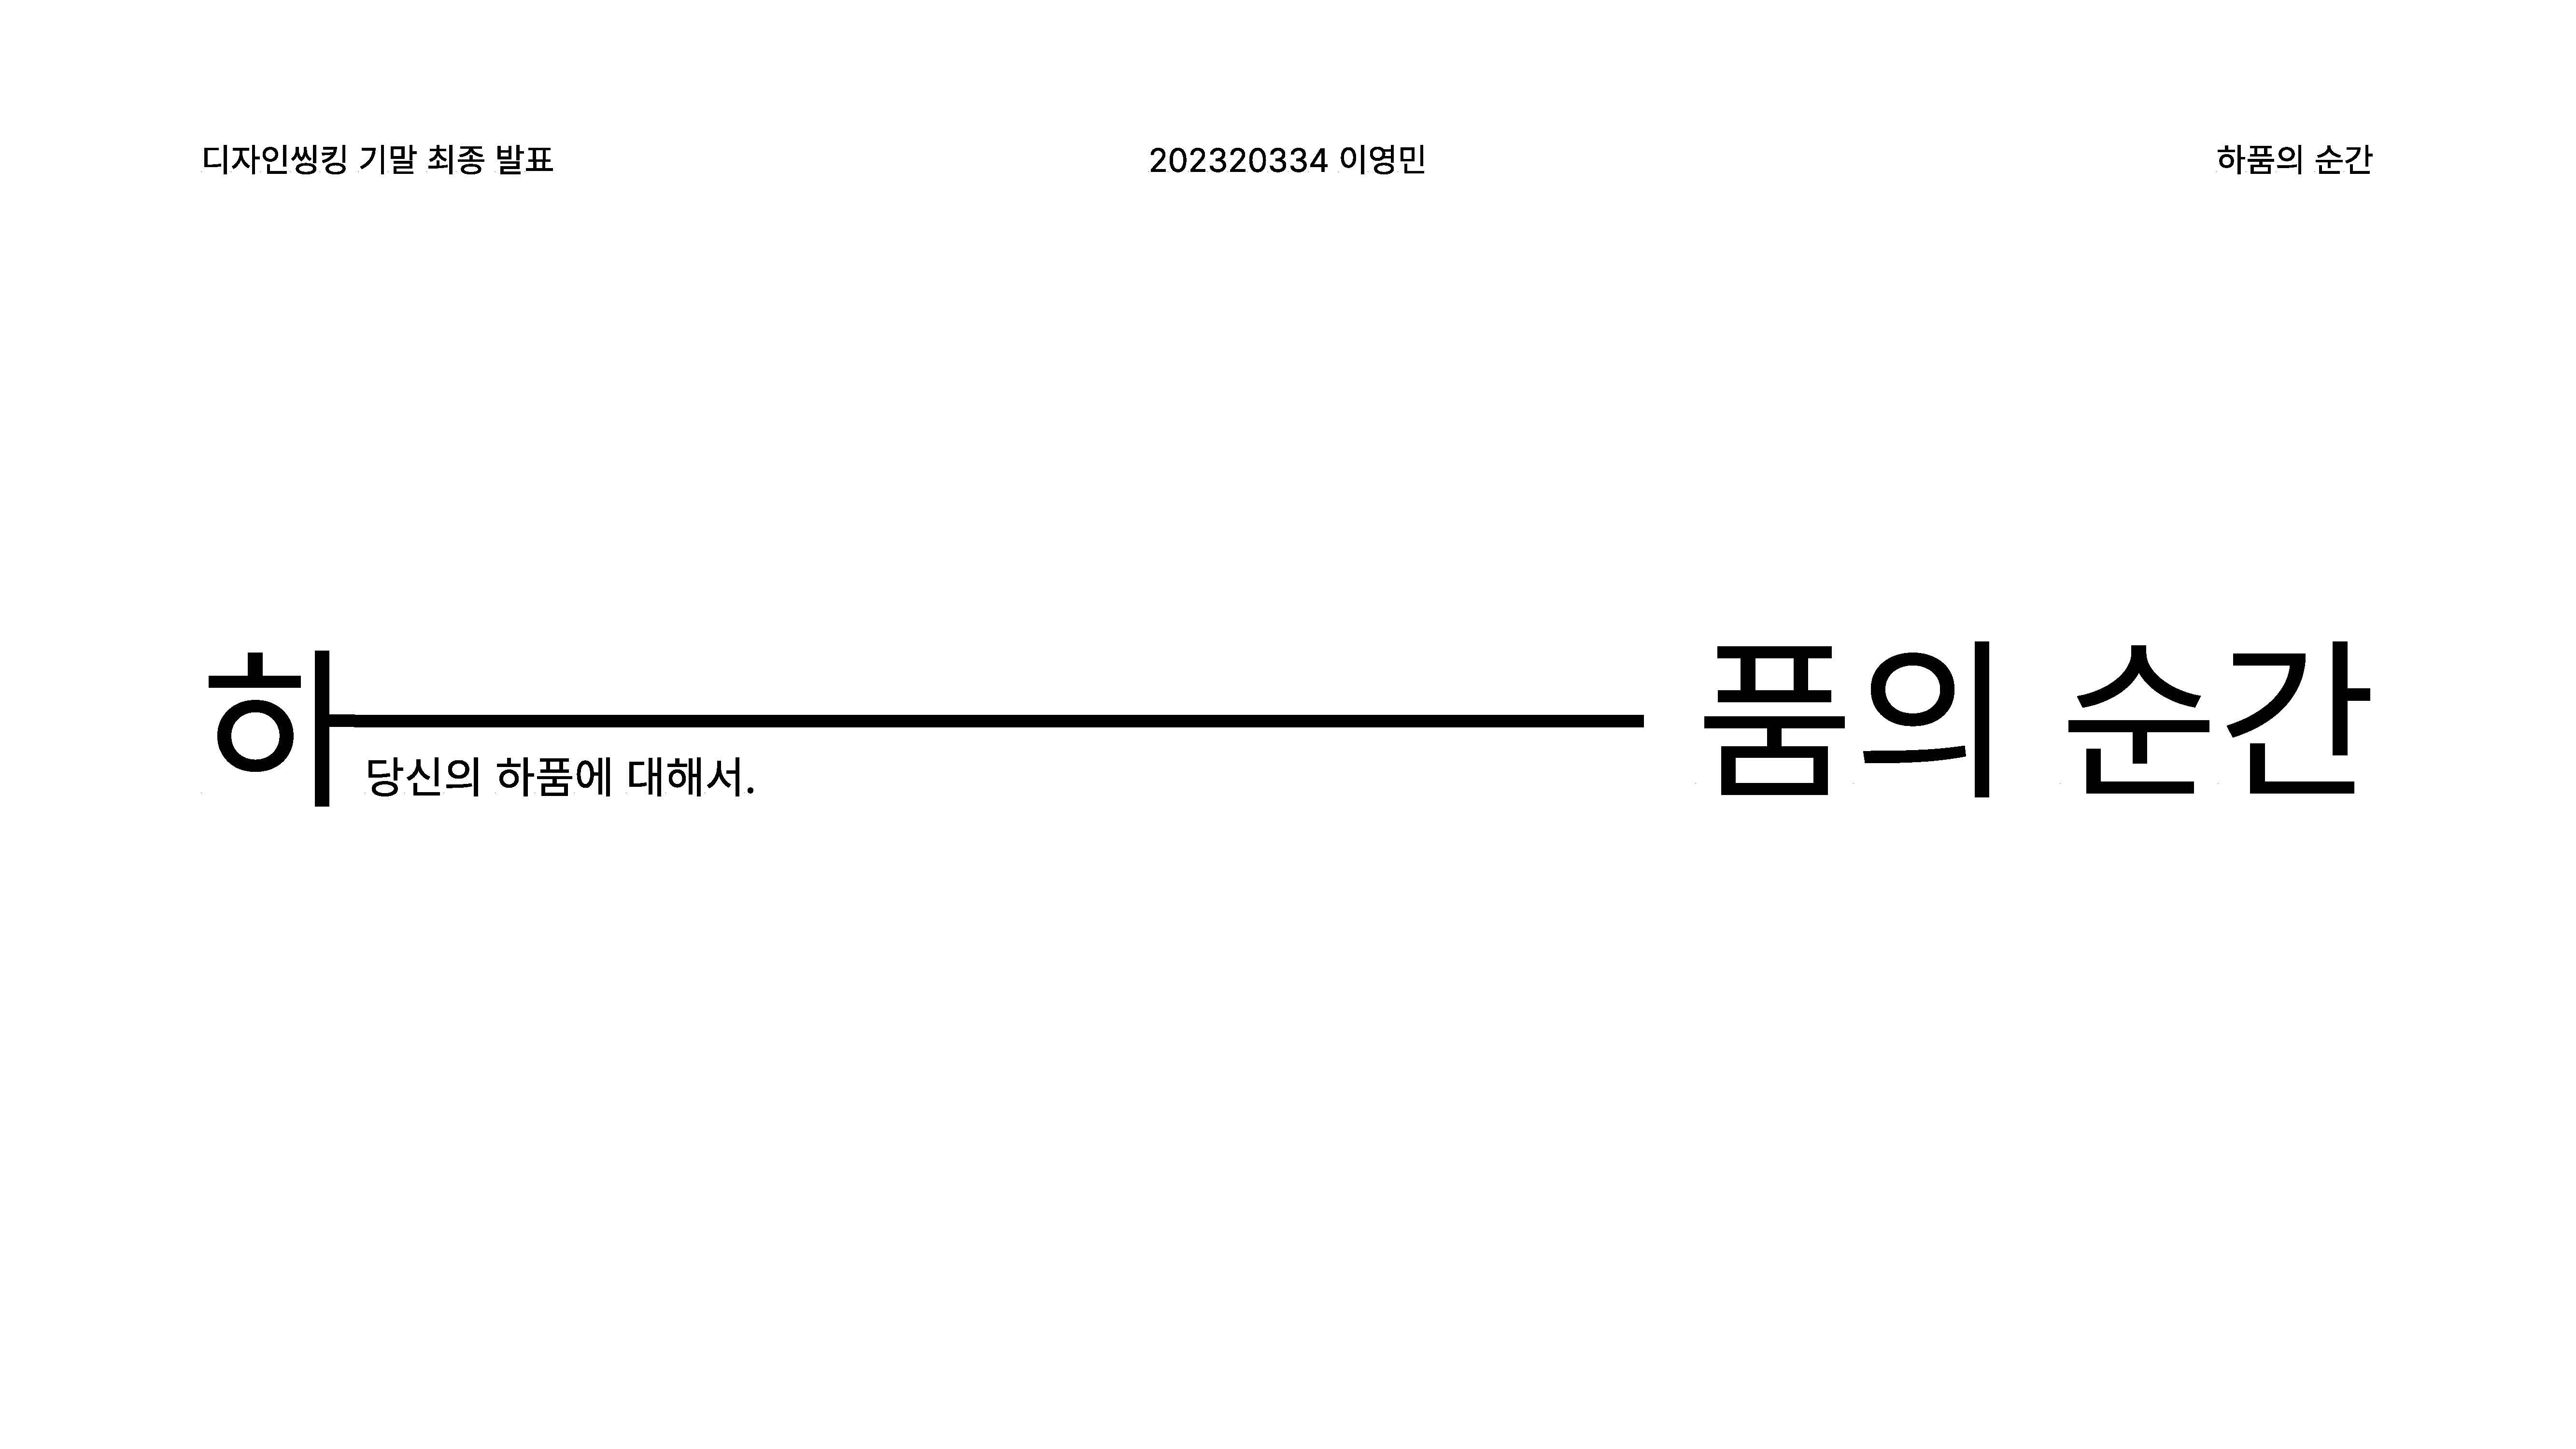 디자인씽킹 기말 최종 발표
202320334 이영민
하품의 순간
하품의 순간
당신의 하품에 대해서.